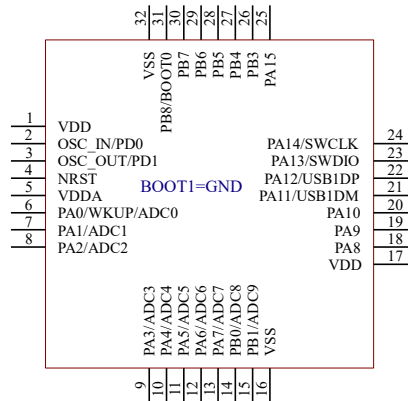 32
31
30
29
28
27
26
25
VSS
PB8/BOOT0
PB7
PB6
PB5
PB4
PB3
PA15
1
VDD
2
OSC_IN/PD0
3
OSC_OUT/PD1
4
NRST
5
VDDA
6
PA0/WKUP/ADC0
7
PA1/ADC1
8
PA2/ADC2
BOOT1=GND
PA14/SWCLK
24
PA13/SWDIO
23
PA12/USB1DP
22
PA11/USB1DM
21
PA10
20
PA9
19
PA8
18
VDD
17
PA3/ADC3
PA4/ADC4
PA5/ADC5
PA6/ADC6
PA7/ADC7
PB0/ADC8
PB1/ADC9
VSS
9
10
11
12
13
14
15
16